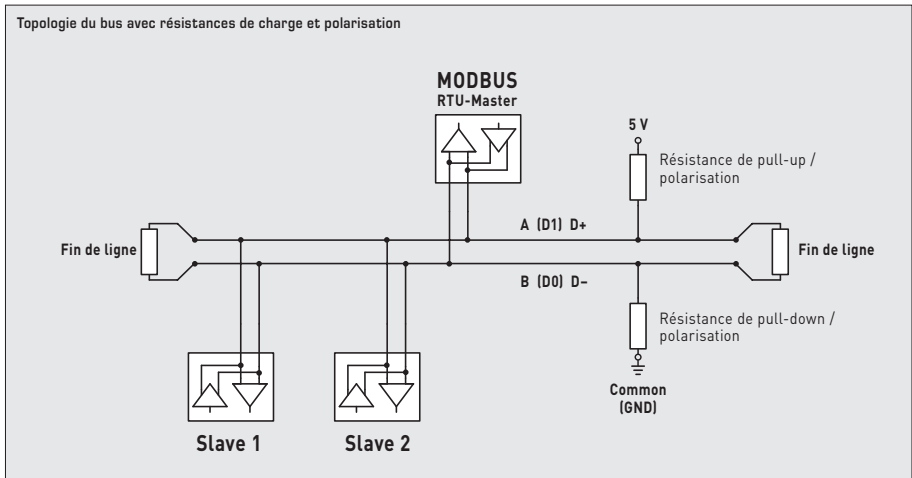 Topologie du bus avec résistances de charge et polarisation
MODBUS
RTU-Master
5 V
Résistance de pull-up /
polarisation
A (D1) D+
Fin de ligne
Fin de ligne
B (D0) D–
Résistance de pull-down /
polarisation
Common
(GND)
Slave 1
Slave 2